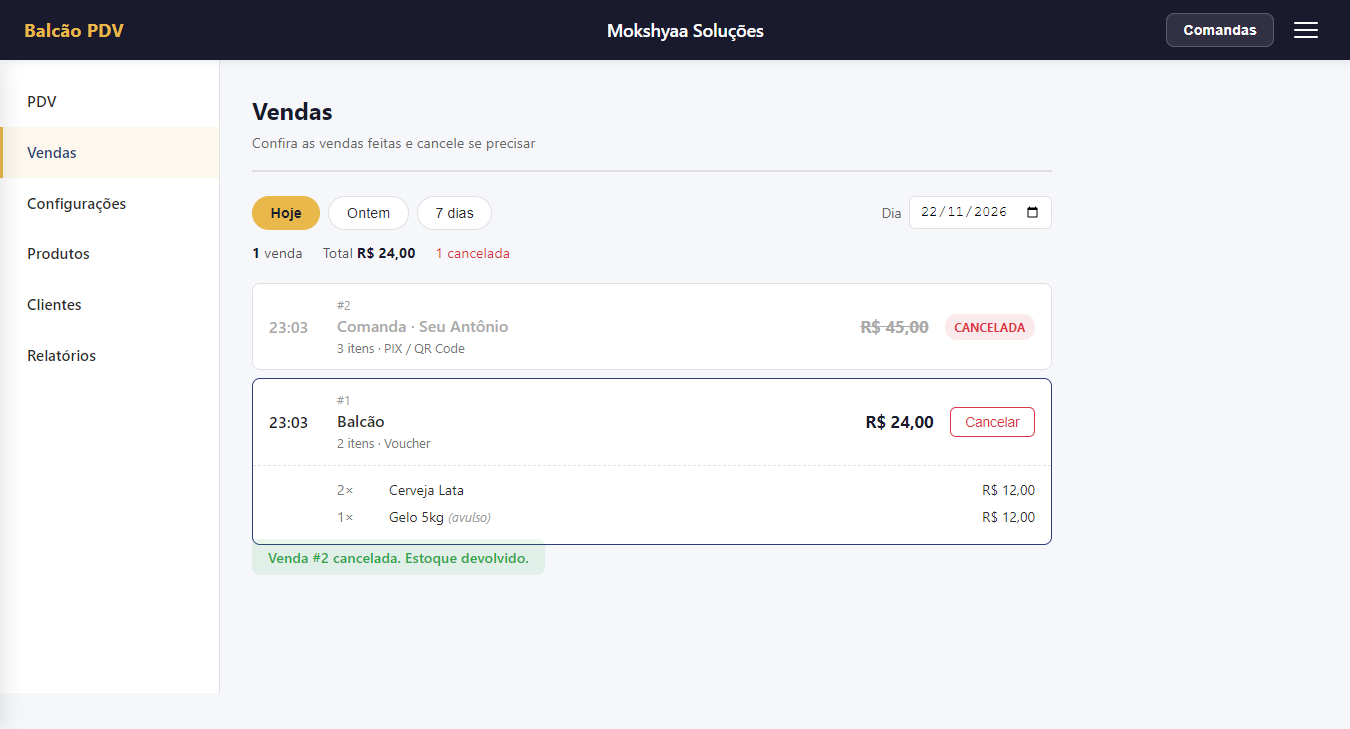 Balcão PDV
Mokshyaa Soluções
Comandas
PDV
Vendas
Configurações
Produtos
Clientes
Relatórios
Vendas
Confira as vendas feitas e cancele se precisar
Hoje Ontem 7 dias Dia 22/11/2026
1 venda Total R$ 24,00 1 cancelada
#2
23:03 Comanda · Seu Antônio R$ 45,00 CANCELADA
3 itens · PIX / QR Code
#1
23:03 Balcão R$ 24,00 Cancelar
2 itens · Voucher
2× Cerveja Lata R$ 12,00
1× Gelo 5kg (avulso) R$ 12,00
Venda #2 cancelada. Estoque devolvido.